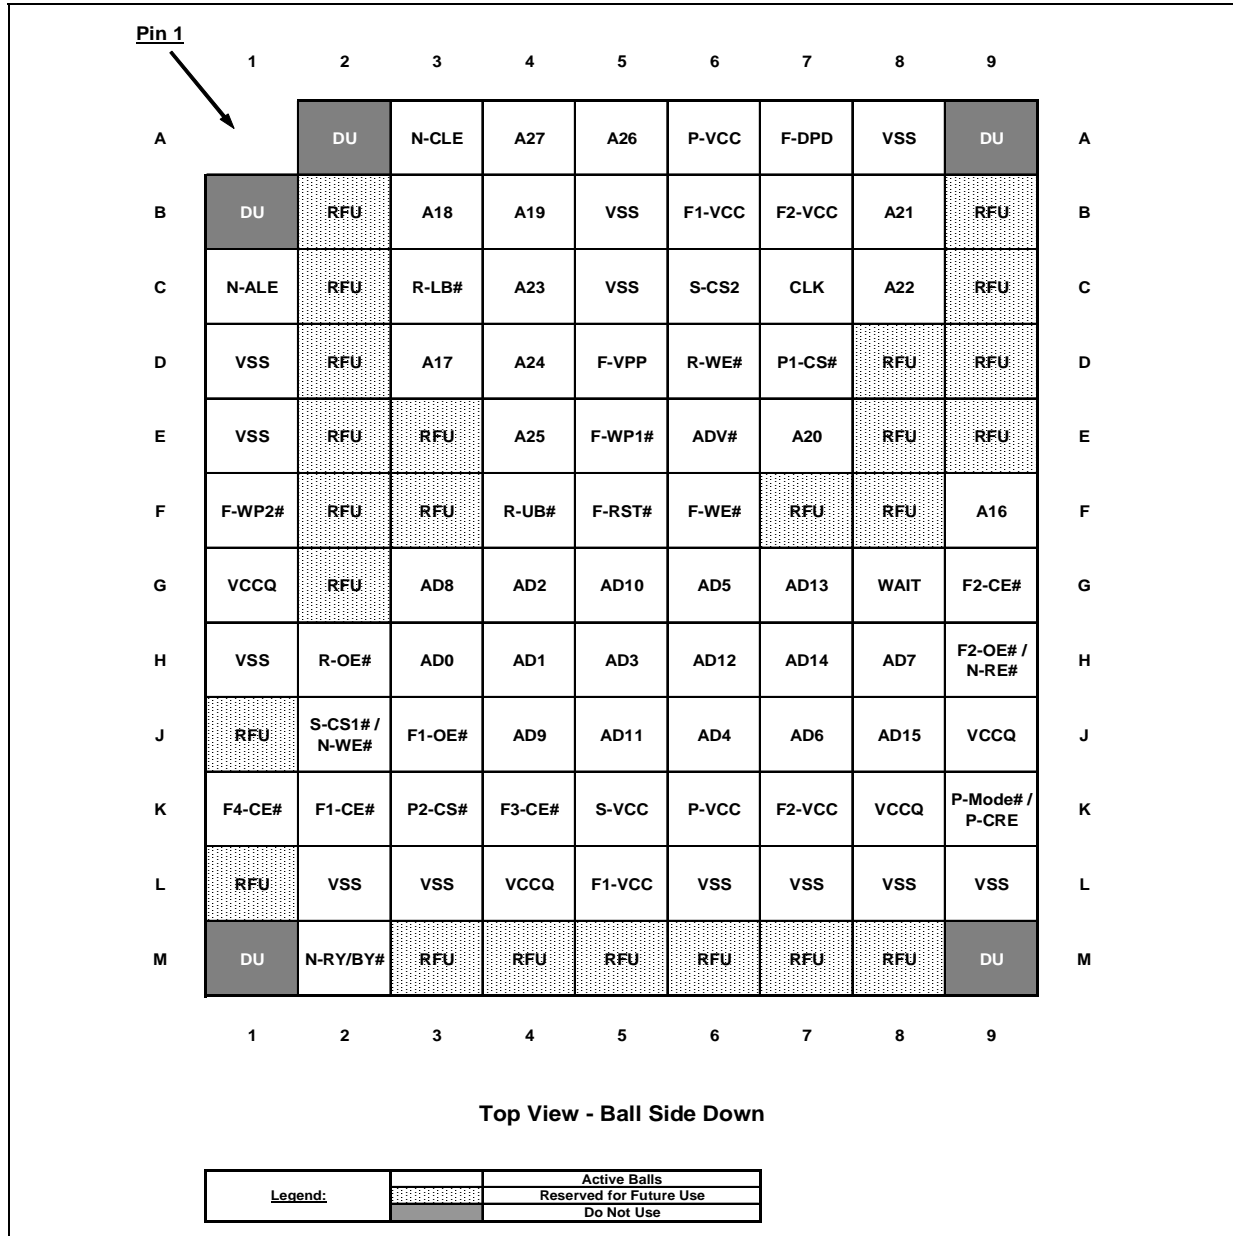 Pin 1
1 2 3 4 5 6 7 8 9
A DU N-CLE A27 A26 P-VCC F-DPD VSS DU A
B DU RFU A18 A19 VSS F1-VCC F2-VCC A21 RFU B
C N-ALE RFU R-LB# A23 VSS S-CS2 CLK A22 RFU C
D VSS RFU A17 A24 F-VPP R-WE# P1-CS# RFU RFU D
E VSS RFU RFU A25 F-WP1# ADV# A20 RFU RFU E
F F-WP2# RFU RFU R-UB# F-RST# F-WE# RFU RFU A16 F
G VCCQ RFU AD8 AD2 AD10 AD5 AD13 WAIT F2-CE# G
H VSS R-OE# AD0 AD1 AD3 AD12 AD14 AD7 F2-OE# / N-RE# H
J RFU S-CS1# / N-WE# F1-OE# AD9 AD11 AD4 AD6 AD15 VCCQ J
K F4-CE# F1-CE# P2-CS# F3-CE# S-VCC P-VCC F2-VCC VCCQ P-Mode# / P-CRE K
L RFU VSS VSS VCCQ F1-VCC VSS VSS VSS VSS L
M DU N-RY/BY# RFU RFU RFU RFU RFU RFU DU M
1 2 3 4 5 6 7 8 9
Top View - Ball Side Down
Legend:
Active Balls
Reserved for Future Use
Do Not Use